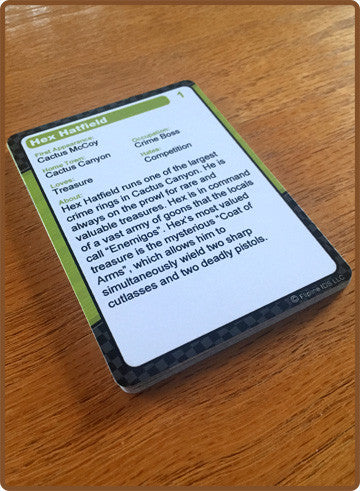 Hex Hatfield 1
First Appearance: Occupation:
Cactus McCoy Crime Boss
Home Town: Hates:
Cactus Canyon Competition
Loves:
Treasure
About:
Hex Hatfield runs one of the largest
crime rings in Cactus Canyon. He is
always on the prowl for rare and
valuable treasures. Hex is in command
of a vast army of goons that the locals
call "Enemigos". Hex's most valued
treasure is the mysterious "Coat of
Arms", which allows him to
simultaneously wield two sharp
cutlasses and two deadly pistols.
© Flipline IDS LLC